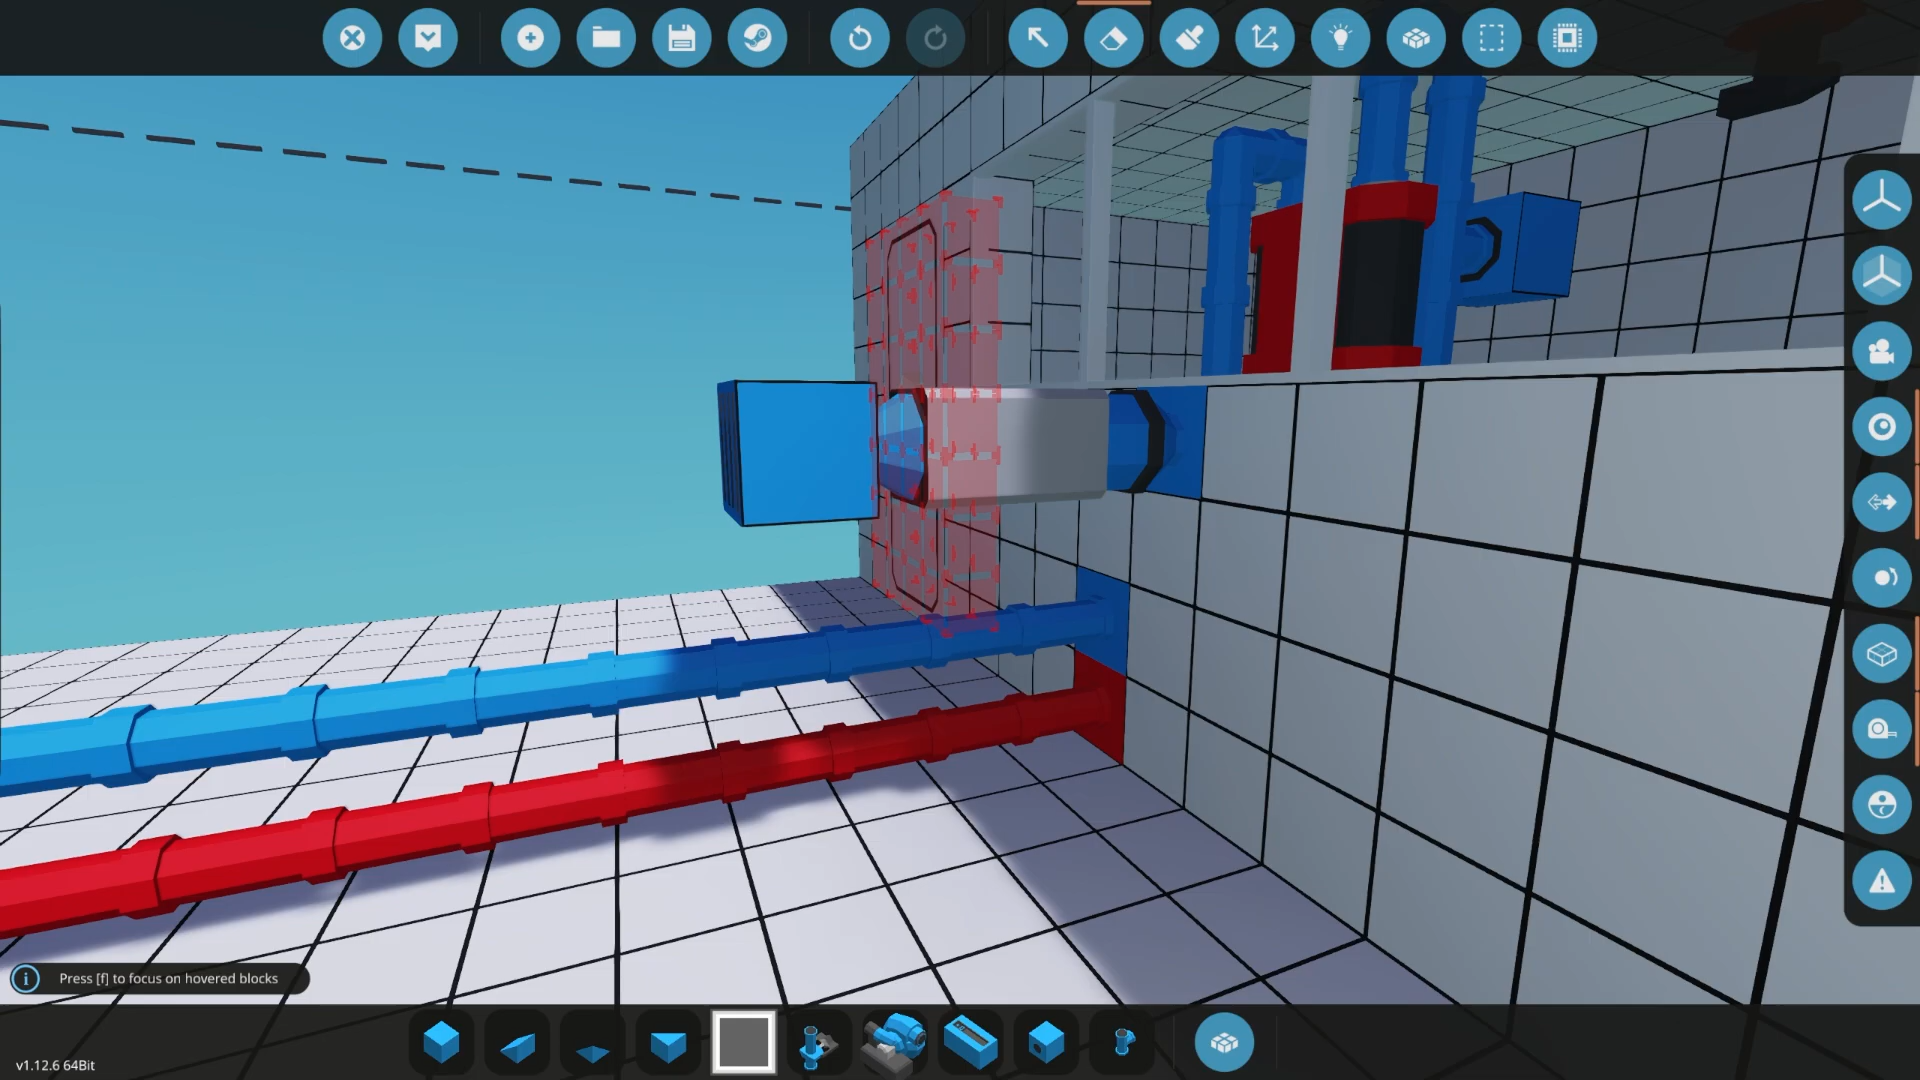 Press [f] to focus on hovered blocks
v1.12.6 64Bit